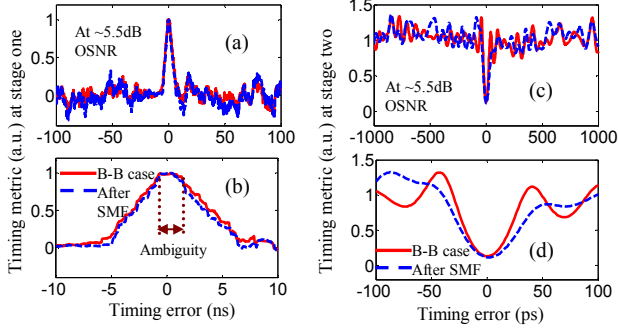 Timing metric (a.u.) at stage one
At ~5.5dB
OSNR
(a)
1
0.5
0
-100
-50
0
50
100
B-B case
After
SMF
(b)
Ambiguity
1
0.5
0
-10
-5
0
5
10
Timing error (ns)
Timing metric (a.u.) at stage two
(c)
At ~5.5dB
OSNR
1.5
1
0.5
0
-1000
-500
0
500
1000
(d)
B-B case
After SMF
1.5
1
0.5
0
-100
-50
0
50
100
Timing error (ps)